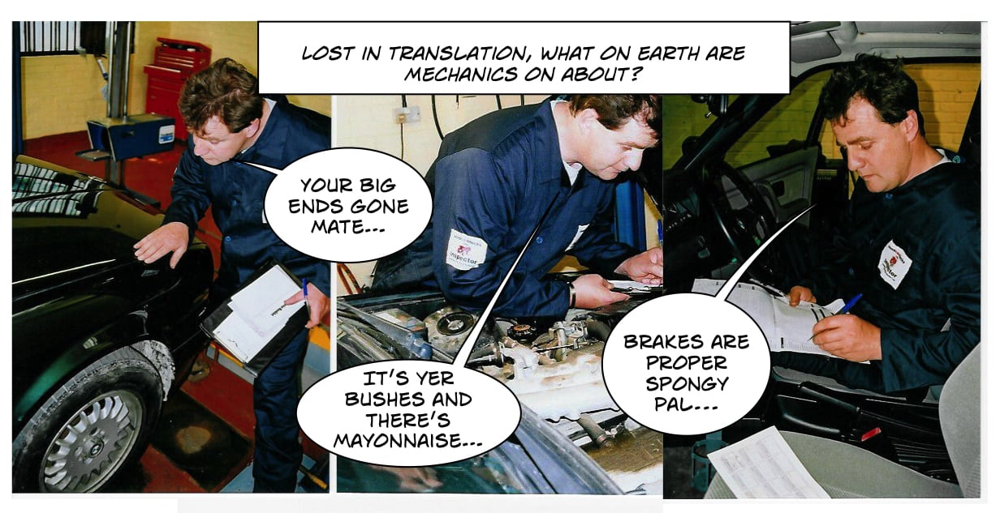 LOST IN TRANSLATION, WHAT ON EARTH ARE
MECHANICS ON ABOUT?
YOUR BIG
ENDS GONE
MATE...
IT'S YER
BUSHES AND
THERE'S
MAYONNAISE...
BRAKES ARE
PROPER
SPONGY
PAL...
inspector